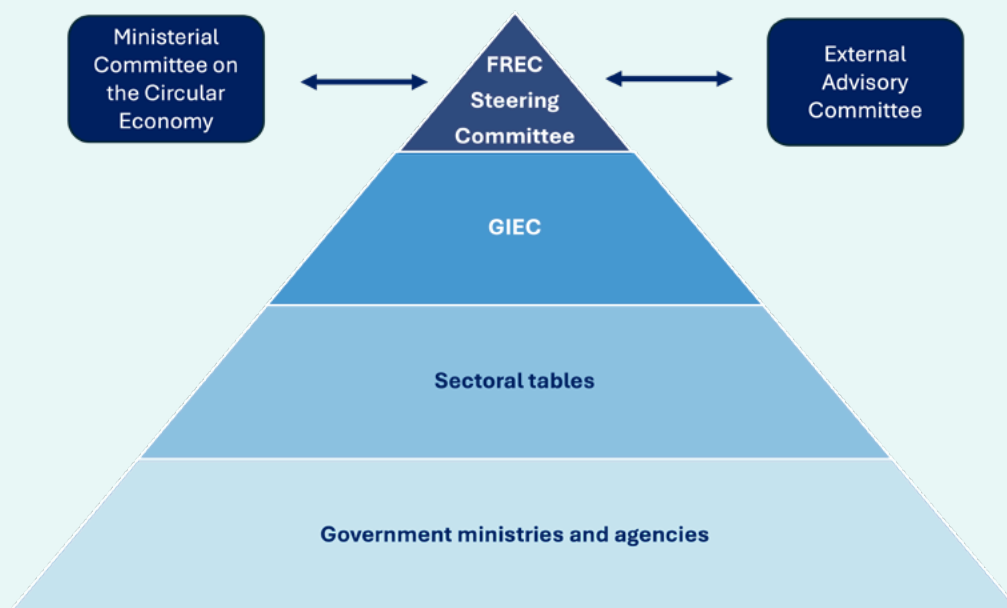 Ministerial
Committee on
the Circular
Economy
FREC
Steering
Committee
External
Advisory
Committee
GIEC
Sectoral tables
Government ministries and agencies